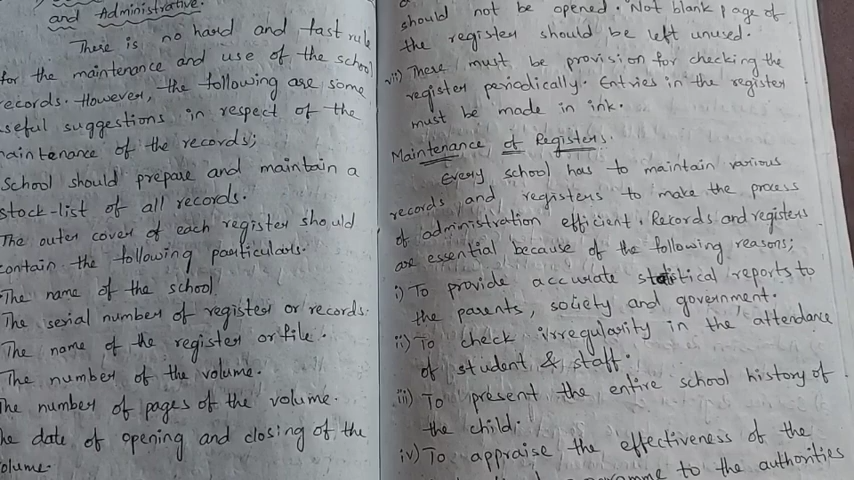 and Administrative.
There is no hard and fast rule
for the maintenance and use of the school
records. However, the following are some
useful suggestions in respect of the
maintenance of the records;
School should prepare and maintain a
stock-list of all records.
The outer cover of each register should
contain the following particulars.
The name of the school
The serial number of register or records.
The name of the register or file.
The number of the volume.
The number of pages of the volume.
The date of opening and closing of the
volume.
should not be opened. Not blank page of
the register should be left unused.
vii) There must be provision for checking the
register periodically. Entries in the register
must be made in ink.
Maintenance of Registers.
Every school has to maintain various
records and registers to make the process
of administration efficient. Records and registers
are essential because of the following reasons;
i) To provide accurate statistical reports to
the parents, society and government.
ii) To check irregularity in the attendance
of student & staff.
iii) To present the entire school history of
the child.
iv) To appraise the effectiveness of the
to the authorities